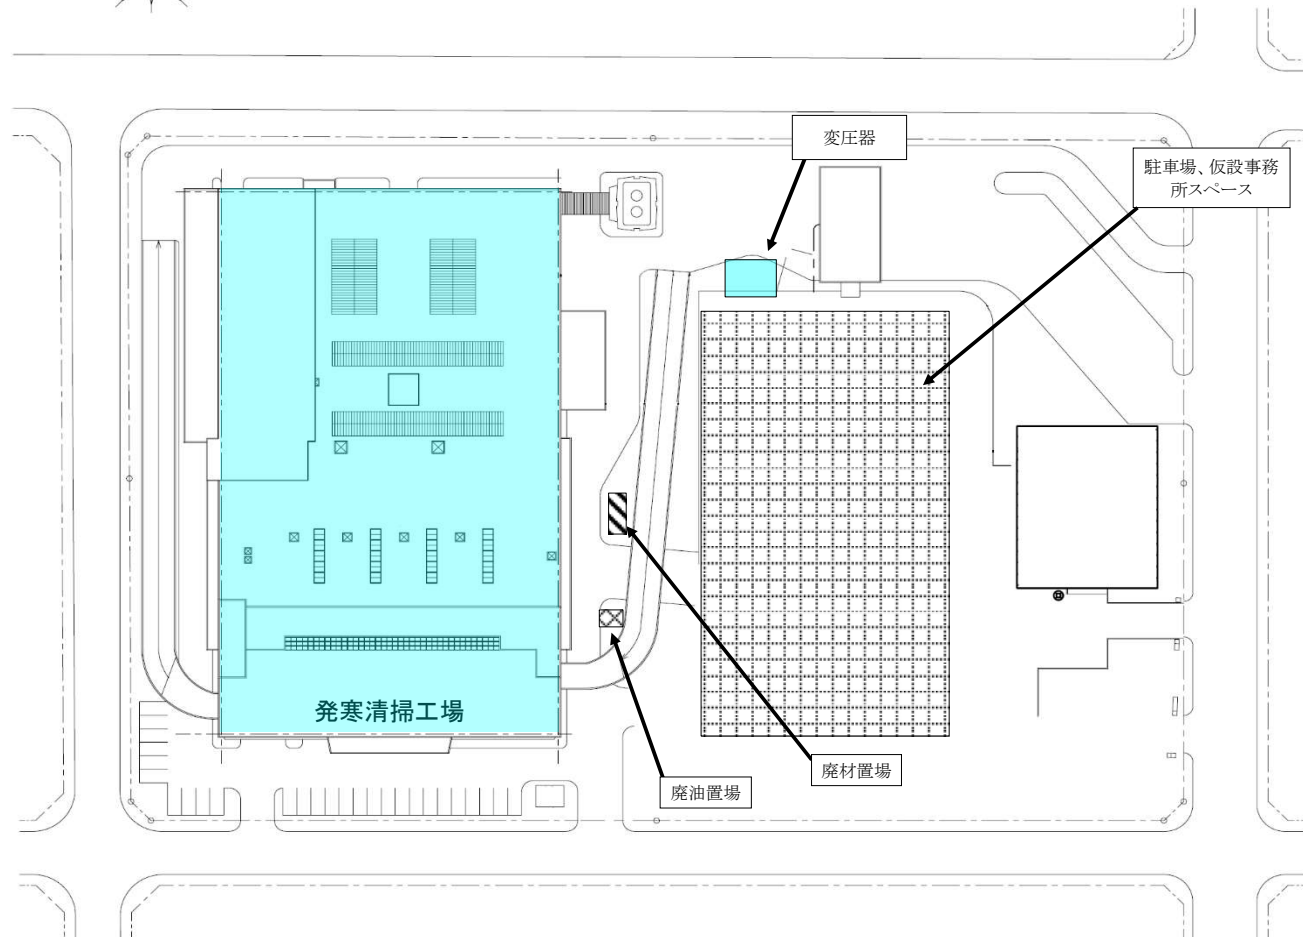 変圧器
駐車場、仮設事務
所スペース
発寒清掃工場
廃材置場
廃油置場